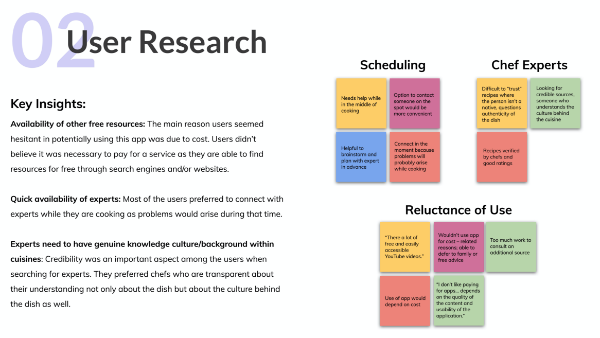 02
User Research
Key Insights:
Availability of other free resources: The main reason users seemed
hesitant in potentially using this app was due to cost. Users didn't
believe it was necessary to pay for a service as they are able to find
resources for free through search engines and/or websites.
Quick availability of experts: Most of the users preferred to connect with
experts while they are cooking as problems would arise during that time.
Experts need to have genuine knowledge culture/background within
cuisines: Credibility was an important aspect among the users when
searching for experts. They preferred chefs who are transparent about
their understanding not only about the dish but about the culture behind
the dish as well.
Scheduling
Needs help while
in the middle of
cooking
Option to contact
someone on the
spot would be
more convenient
Helpful to
brainstorm and
plan with expert
in advance
Connect in the
moment because
problems will
probably arise
while cooking
Chef Experts
Difficult to "trust"
recipes where
the person isn't a
native, questions
authenticity of
the dish
Looking for
credible sources,
someone who
understands the
culture behind
the cuisine
Recipes verified
by chefs and
good ratings
Reluctance of Use
"There a lot of
free and easily
accessible
YouTube videos."
Wouldn't use app
for cost - related
reasons; able to
defer to family or
free advice
Too much work to
consult on
additional source
Use of app would
depend on cost
"I don't like paying
for apps... depends
on the quality of
the content and
usability of the
application."